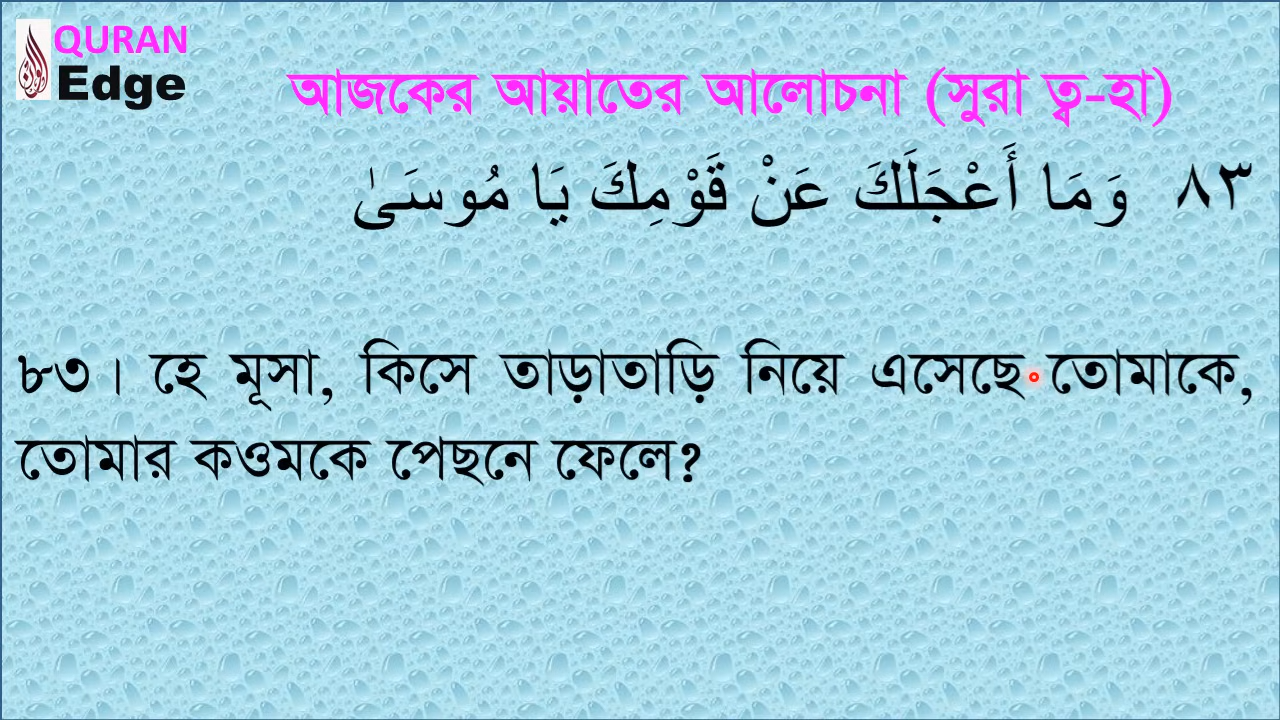 QURAN
Edge
আজকের আয়াতের আলোচনা (সুরা ত্ব-হা)
٨٣ وَمَا أَعْجَلَكَ عَنْ قَوْمِكَ يَا مُوسَىٰ
৮৩। হে মূসা, কিসে তাড়াতাড়ি নিয়ে এসেছে তোমাকে,
তোমার কওমকে পেছনে ফেলে?